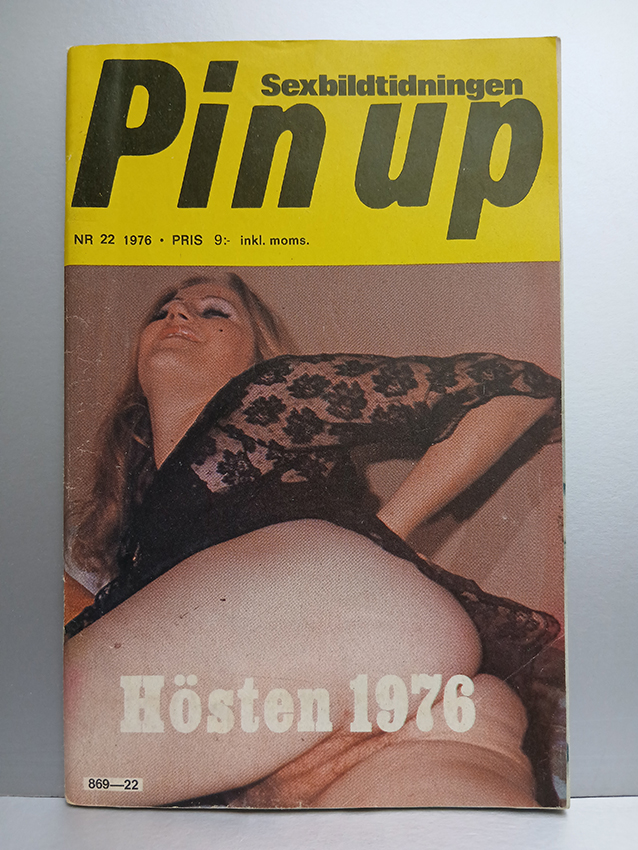 Sexbildtidningen
Pin up
NR 22 1976 • PRIS 9:- inkl. moms.
Hösten 1976
869—22